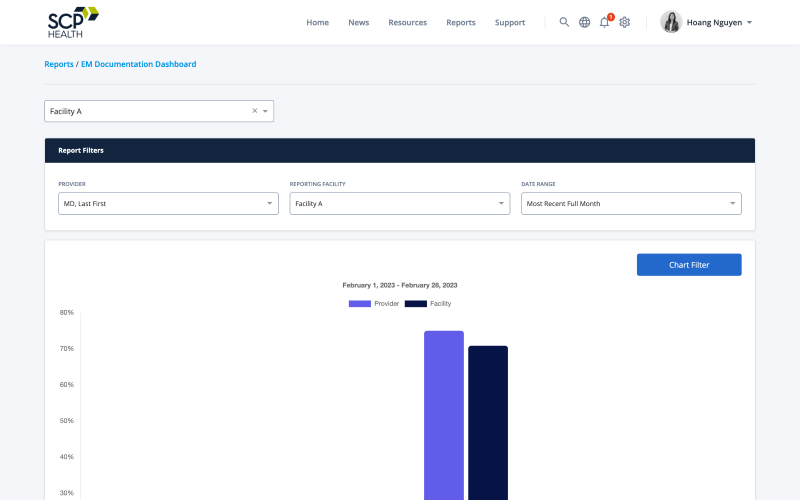 SCP
HEALTH
Home News Resources Reports Support 1 Hoang Nguyen
Reports / EM Documentation Dashboard
Facility A
Report Filters
PROVIDER REPORTING FACILITY DATE RANGE
MD, Last First Facility A Most Recent Full Month
Chart Filter
February 1, 2023 - February 28, 2023
Provider Facility
80%
70%
60%
50%
40%
30%